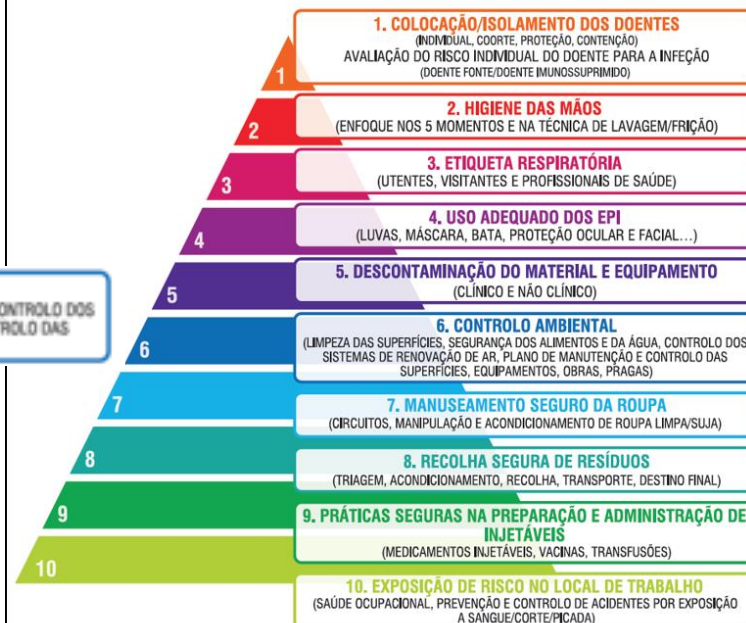 1. COLOCAÇÃO/ISOLAMENTO DOS DOENTES
(INDIVIDUAL, COORTE, PROTEÇÃO, CONTENÇÃO)
AVALIAÇÃO DO RISCO INDIVIDUAL DO DOENTE PARA A INFEÇÃO
(DOENTE FONTE/DOENTE IMUNOSSUPRIMIDO)
1
2. HIGIENE DAS MÃOS
(ENFOQUE NOS 5 MOMENTOS E NA TÉCNICA DE LAVAGEM/FRIÇÃO)
2
3. ETIQUETA RESPIRATÓRIA
(UTENTES, VISITANTES E PROFISSIONAIS DE SAÚDE)
3
4. USO ADEQUADO DOS EPI
(LUVAS, MÁSCARA, BATA, PROTEÇÃO OCULAR E FACIAL...)
4
5. DESCONTAMINAÇÃO DO MATERIAL E EQUIPAMENTO
(CLÍNICO E NÃO CLÍNICO)
5
ONTROLO DOS
ROLO DAS
6. CONTROLO AMBIENTAL
(LIMPEZA DAS SUPERFÍCIES, SEGURANÇA DOS ALIMENTOS E DA ÁGUA, CONTROLO DOS
SISTEMAS DE RENOVAÇÃO DE AR, PLANO DE MANUTENÇÃO E CONTROLO DAS
SUPERFÍCIES, EQUIPAMENTOS, OBRAS, PRAGAS)
6
7. MANUSEAMENTO SEGURO DA ROUPA
(CIRCUITOS, MANIPULAÇÃO E ACONDICIONAMENTO DE ROUPA LIMPA/SUJA)
7
8. RECOLHA SEGURA DE RESÍDUOS
(TRIAGEM, ACONDICIONAMENTO, RECOLHA, TRANSPORTE, DESTINO FINAL)
8
9. PRÁTICAS SEGURAS NA PREPARAÇÃO E ADMINISTRAÇÃO DE
INJETÁVEIS
(MEDICAMENTOS INJETÁVEIS, VACINAS, TRANSFUSÕES)
9
10. EXPOSIÇÃO DE RISCO NO LOCAL DE TRABALHO
(SAÚDE OCUPACIONAL, PREVENÇÃO E CONTROLO DE ACIDENTES POR EXPOSIÇÃO
A SANGUE/CORTE/PICADA)
10